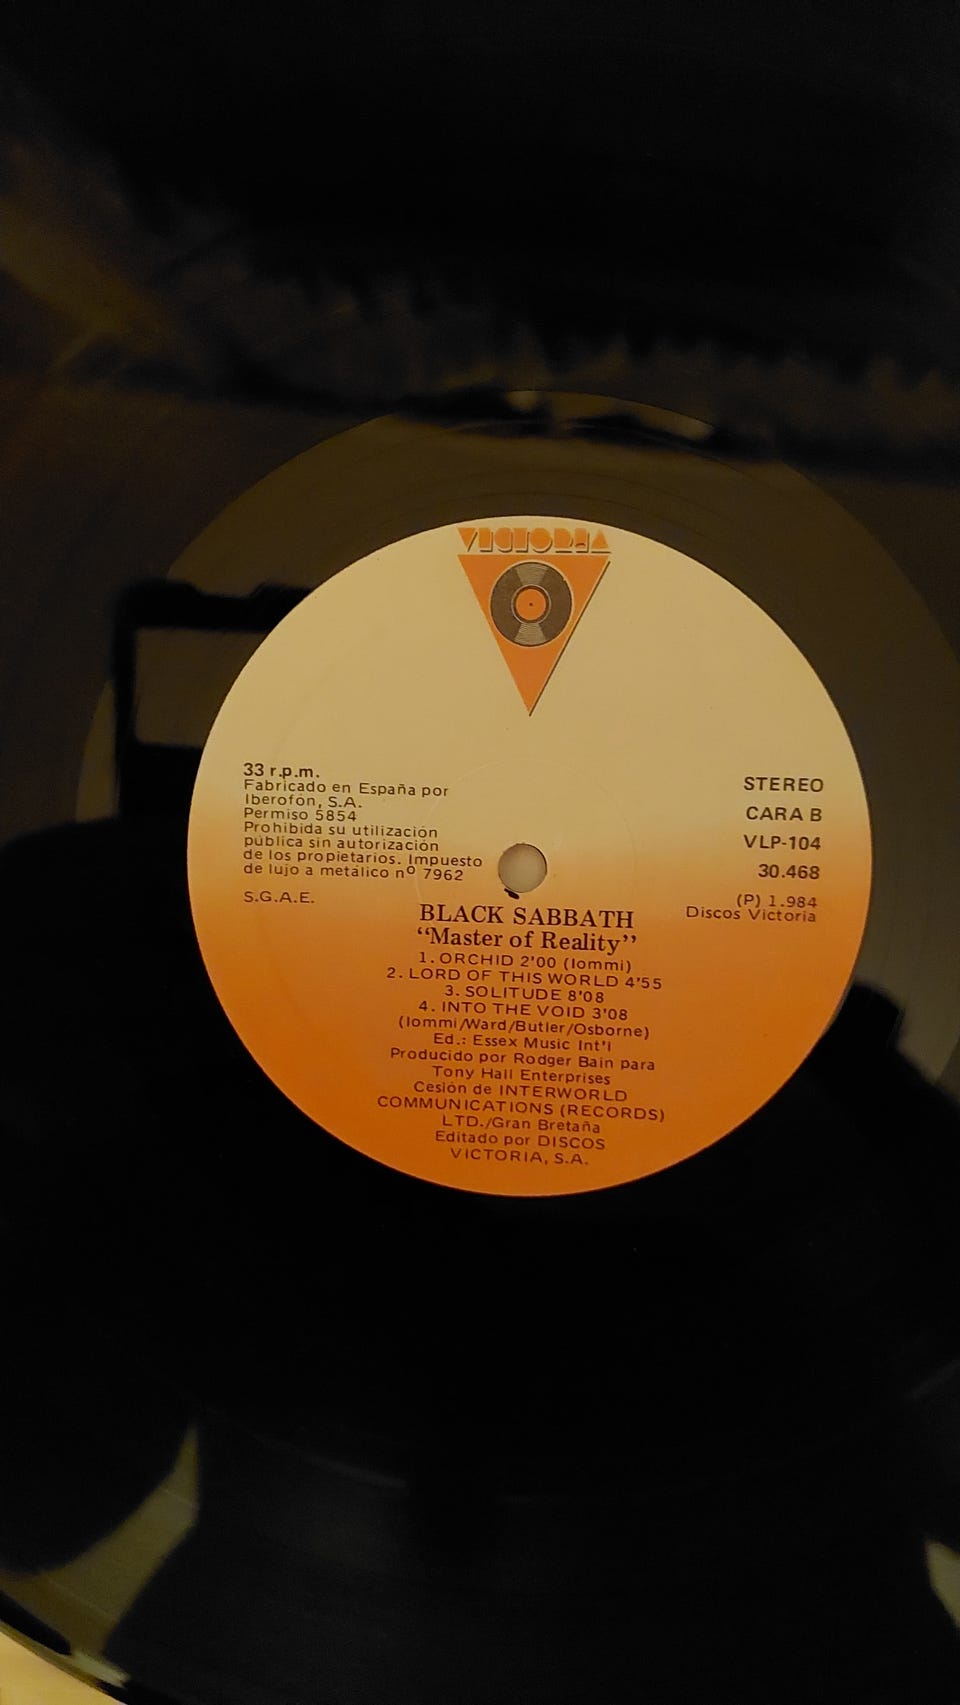 VICTORIA
33 r.p.m.
Fabricado en España por
Iberofón, S.A.
Permiso 5854
Prohibida su utilización
pública sin autorización
de los propietarios. Impuesto
de lujo a metálico nº 7962
S.G.A.E.
STEREO
CARA B
VLP-104
30.468
(P) 1.984
Discos Victoria
BLACK SABBATH
“Master of Reality”
1. ORCHID 2'00 (Iommi)
2. LORD OF THIS WORLD 4'55
3. SOLITUDE 8'08
4. INTO THE VOID 3'08
(Iommi/Ward/Butler/Osborne)
Ed.: Essex Music Int'l
Producido por Rodger Bain para
Tony Hall Enterprises
Cesión de INTERWORLD
COMMUNICATIONS (RECORDS)
LTD./Gran Bretaña
Editado por DISCOS
VICTORIA, S.A.